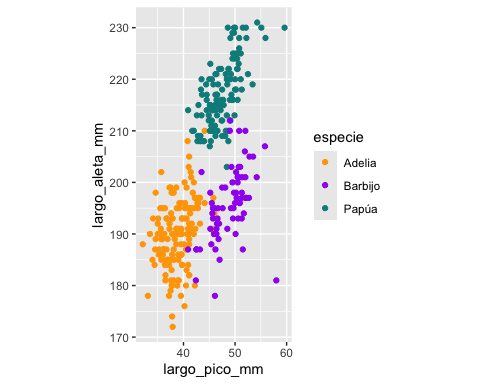 230
220
210
200
190
180
170
largo_aleta_mm
40 50 60
largo_pico_mm
especie
Adelia
Barbijo
Papúa